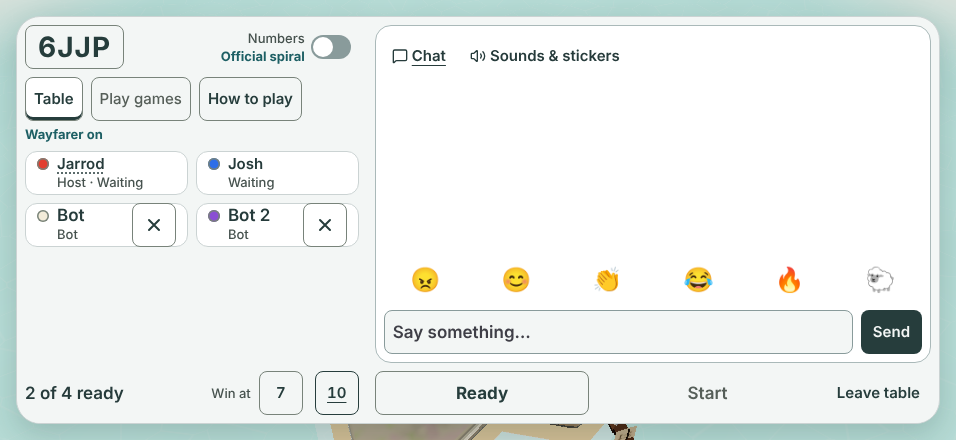 6JJP
Numbers
Official spiral
Table
Play games
How to play
Wayfarer on
Jarrod
Host · Waiting
Josh
Waiting
Bot
Bot
Bot 2
Bot
2 of 4 ready
Win at
7
10
Chat
Sounds & stickers
Say something...
Send
Ready
Start
Leave table